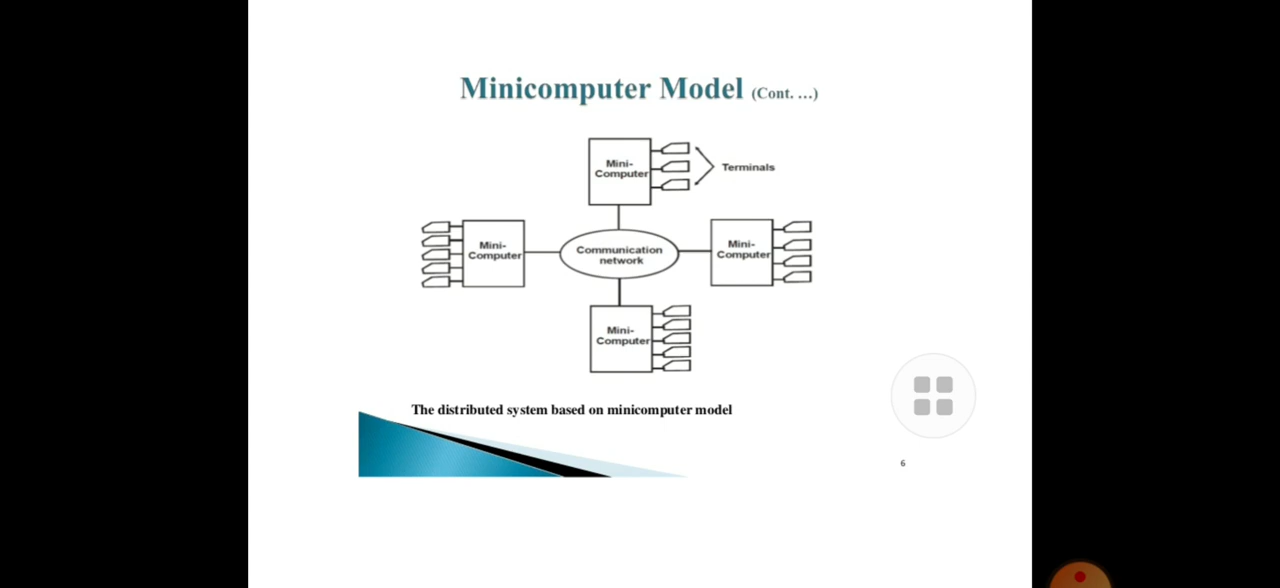 Minicomputer Model (Cont. ...)
Mini-
Computer
Terminals
Mini-
Computer
Communication
network
Mini-
Computer
Mini-
Computer
The distributed system based on minicomputer model
6